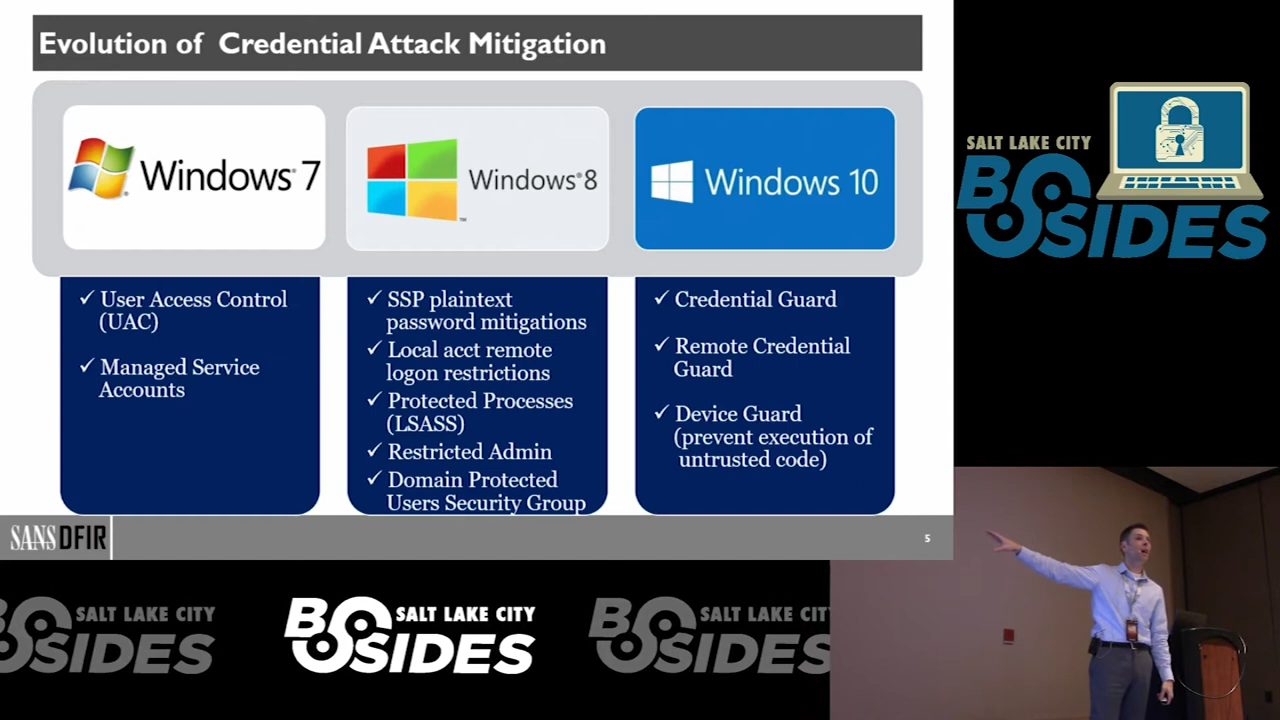 Evolution of Credential Attack Mitigation
Windows® 7
Windows® 8
™
Windows 10
✓ User Access Control
(UAC)
✓ Managed Service
Accounts
✓ SSP plaintext
password mitigations
✓ Local acct remote
logon restrictions
✓ Protected Processes
(LSASS)
✓ Restricted Admin
✓ Domain Protected
Users Security Group
✓ Credential Guard
✓ Remote Credential
Guard
✓ Device Guard
(prevent execution of
untrusted code)
SANS DFIR
5
SALT LAKE CITY
BSIDES
SALT LAKE CITY
BSIDES
SALT LAKE CITY
BSIDES
SALT LAKE CITY
BSIDES